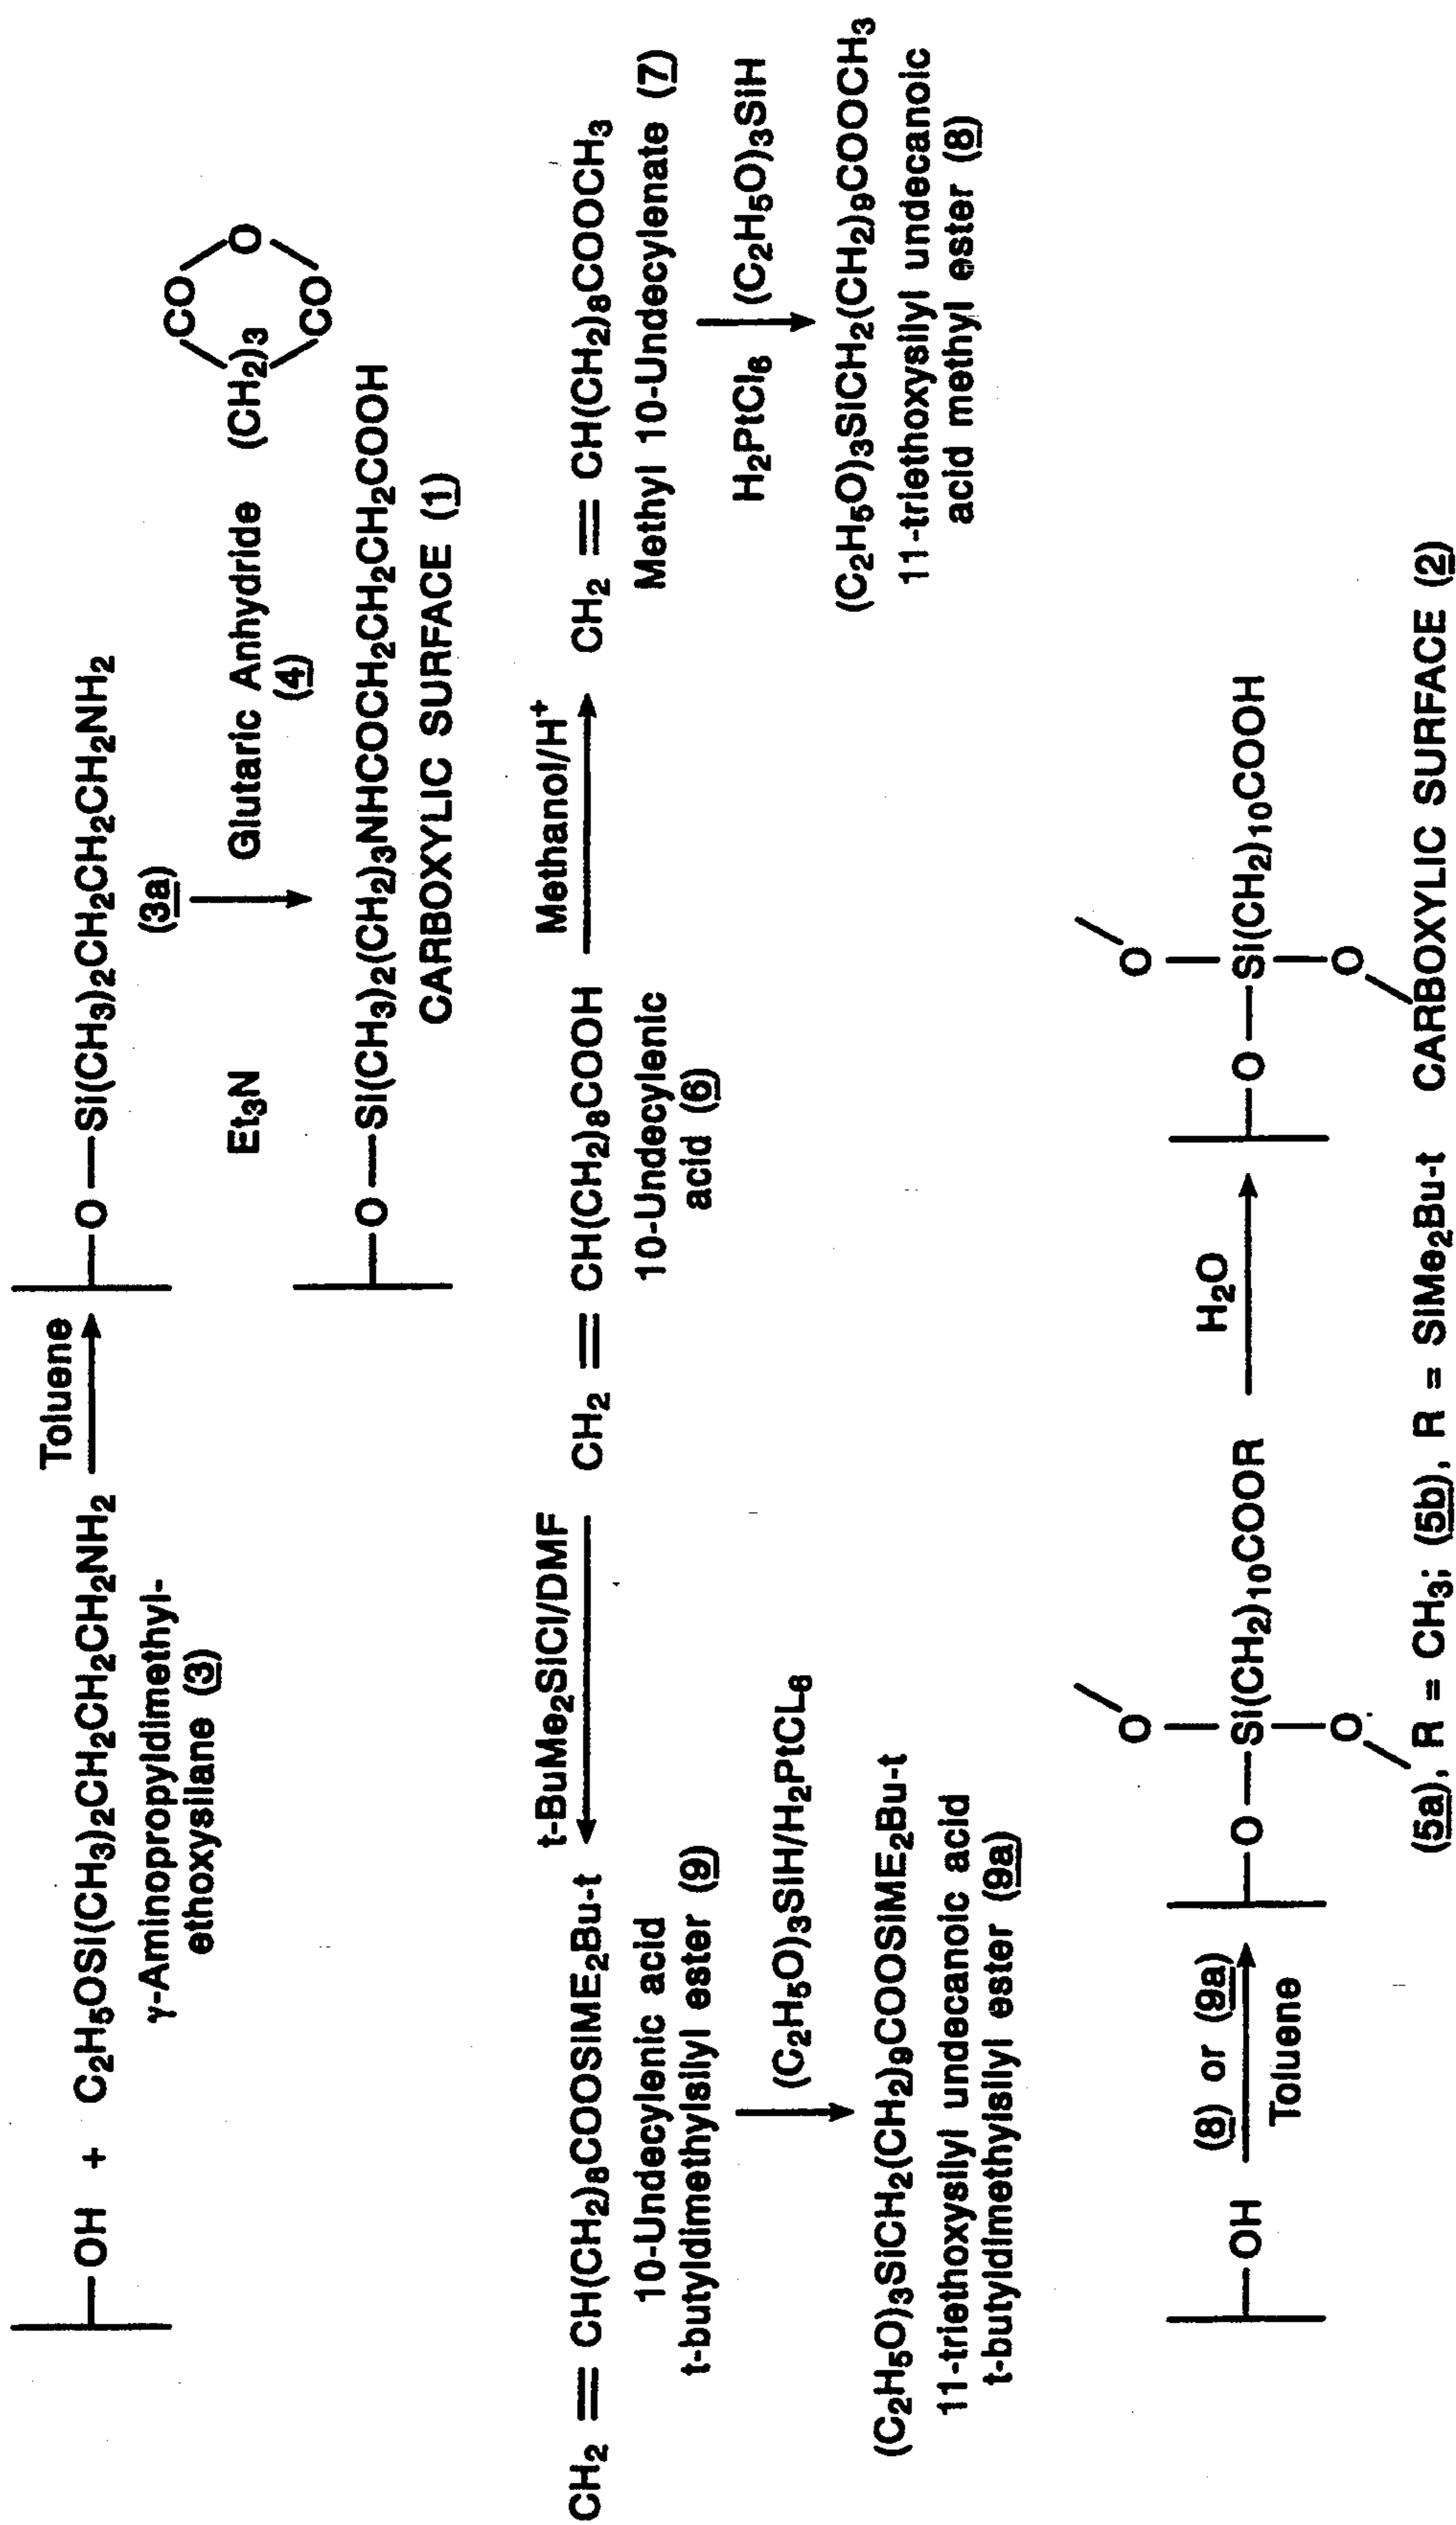 —OH + C₂H₅OSi(CH₃)₂CH₂CH₂CH₂NH₂
γ-Aminopropyldimethyl-
ethoxysilane (3)
Toluene
—O—Si(CH₃)₂CH₂CH₂CH₂NH₂
(3a)
Et₃N
Glutaric Anhydride
(4)
(CH₂)₃
CO
O
CO
—O—Si(CH₃)₂(CH₂)₃NHCOCH₂CH₂CH₂COOH
CARBOXYLIC SURFACE (1)
CH₂ = CH(CH₂)₈COOSiME₂Bu-t
10-Undecylenic acid
t-butyldimethylsilyl ester (9)
t-BuMe₂SiCl/DMF
CH₂ = CH(CH₂)₈COOH
10-Undecylenic
acid (6)
Methanol/H⁺
CH₂ = CH(CH₂)₈COOCH₃
Methyl 10-Undecylenate (7)
(C₂H₅O)₃SiH/H₂PtCL₆
H₂PtCl₆
(C₂H₅O)₃SiH
(C₂H₅O)₃SiCH₂(CH₂)₉COOSiME₂Bu-t
11-triethoxysilyl undecanoic acid
t-butyldimethylsilyl ester (9a)
(C₂H₅O)₃SiCH₂(CH₂)₉COOCH₃
11-triethoxysilyl undecanoic
acid methyl ester (8)
—OH
(8) or (9a)
Toluene
O
—O—Si(CH₂)₁₀COOR
O
H₂O
O
—O—Si(CH₂)₁₀COOH
O
(5a), R = CH₃; (5b), R = SiMe₂Bu-t CARBOXYLIC SURFACE (2)